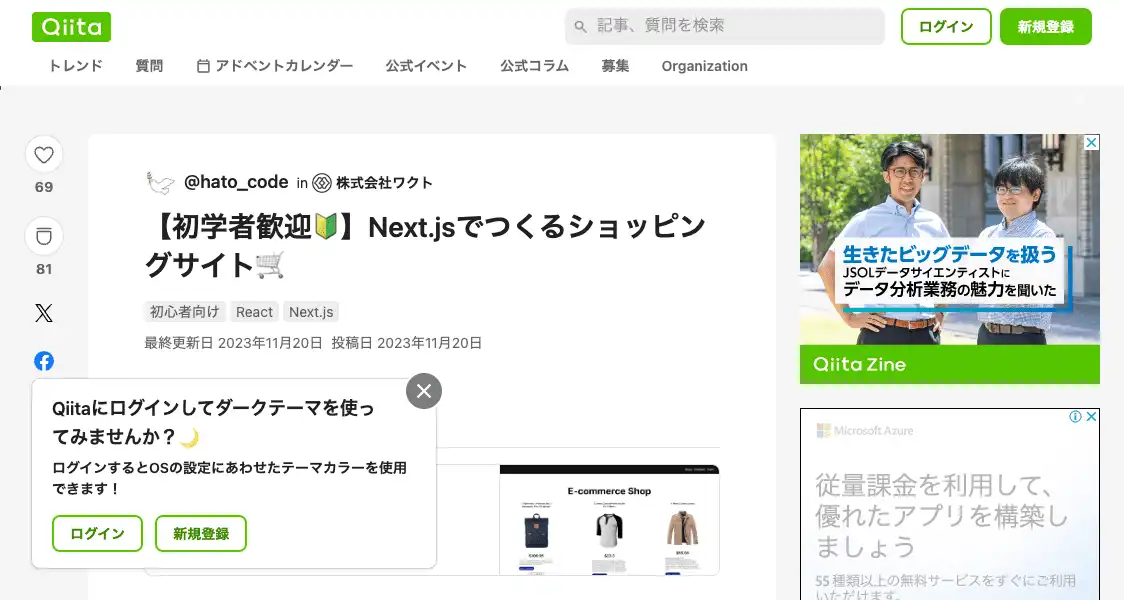 Qiita
記事、質問を検索
ログイン
新規登録
トレンド
質問
アドベントカレンダー
公式イベント
公式コラム
募集
Organization
69
81
@hato_code in 株式会社ワクト
【初学者歓迎🔰】Next.jsでつくるショッピン
グサイト🛒
初心者向け
React
Next.js
最終更新日 2023年11月20日 投稿日 2023年11月20日
Qiitaにログインしてダークテーマを使っ
てみませんか？🌙
ログインするとOSの設定にあわせたテーマカラーを使用
できます！
ログイン
新規登録
E-commerce Shop
生きたビッグデータを扱う
JSOLデータサイエンティストに
データ分析業務の魅力を聞いた
Qiita Zine
Microsoft Azure
従量課金を利用して、
優れたアプリを構築し
ましょう
55 種類以上の無料サービスをすぐにご利用
いただけます。